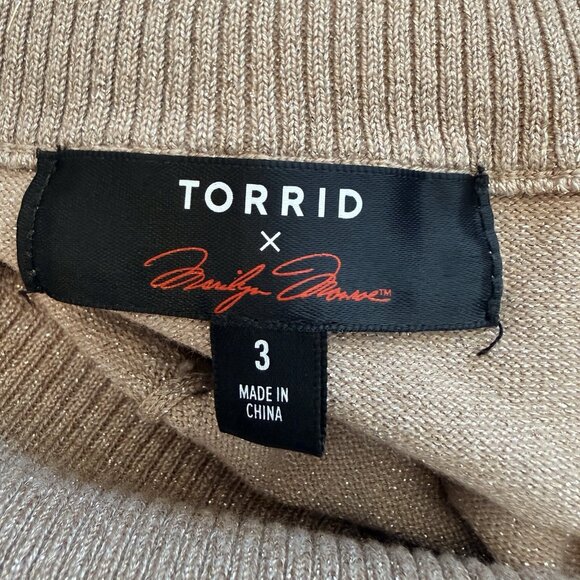 TORRID
×
Marilyn Monroe™
3
MADE IN
CHINA